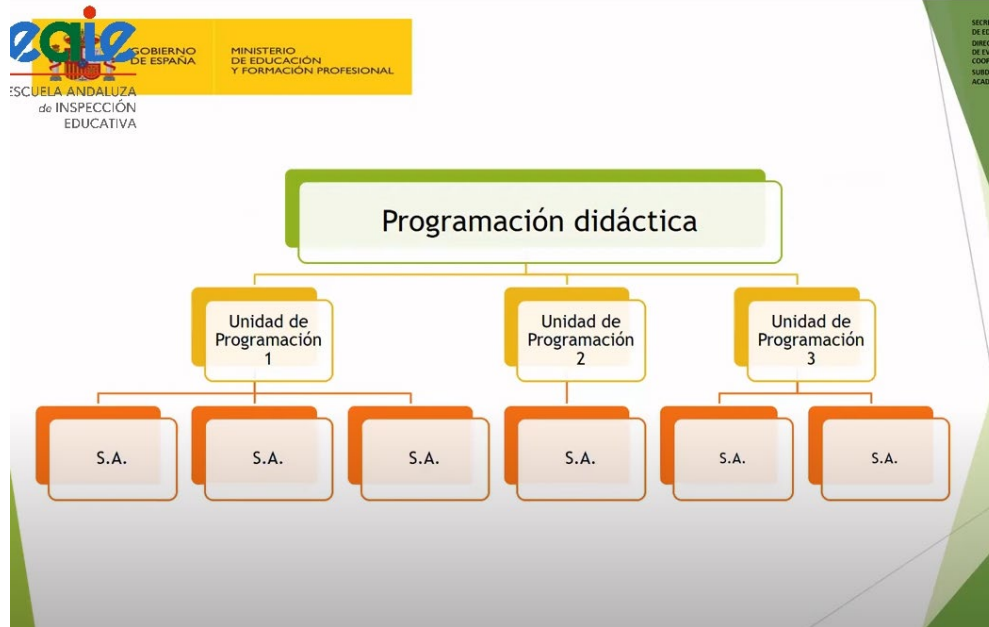 eaie
ESCUELA ANDALUZA
de INSPECCIÓN
EDUCATIVA
GOBIERNO
DE ESPAÑA
MINISTERIO
DE EDUCACIÓN
Y FORMACIÓN PROFESIONAL
Programación didáctica
Unidad de
Programación
1
Unidad de
Programación
2
Unidad de
Programación
3
S.A.
S.A.
S.A.
S.A.
S.A.
S.A.